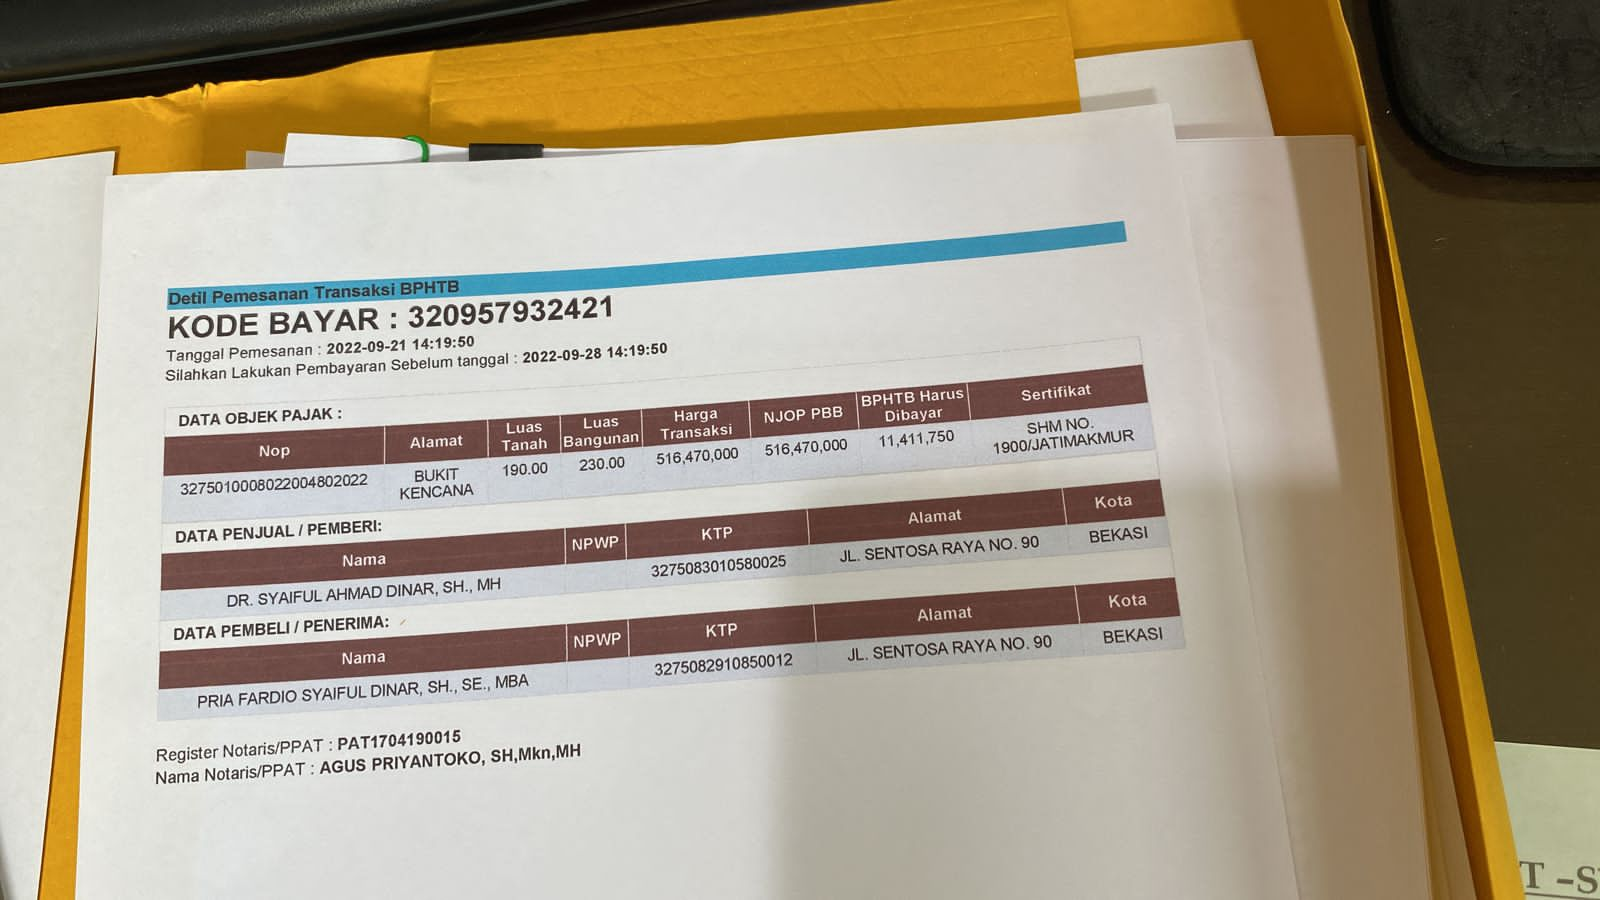 Detil Pemesanan Transaksi BPHTB
KODE BAYAR : 320957932421
Tanggal Pemesanan : 2022-09-21 14:19:50
Silahkan Lakukan Pembayaran Sebelum tanggal : 2022-09-28 14:19:50
DATA OBJEK PAJAK :
Nop Alamat Luas Tanah Luas Bangunan Harga Transaksi NJOP PBB BPHTB Harus Dibayar Sertifikat
3275010008022004802022 BUKIT KENCANA 190.00 230.00 516,470,000 516,470,000 11,411,750 SHM NO. 1900/JATIMAKMUR
DATA PENJUAL / PEMBERI:
Nama NPWP KTP Alamat Kota
DR. SYAIFUL AHMAD DINAR, SH., MH 3275083010580025 JL. SENTOSA RAYA NO. 90 BEKASI
DATA PEMBELI / PENERIMA:
Nama NPWP KTP Alamat Kota
PRIA FARDIO SYAIFUL DINAR, SH., SE., MBA 3275082910850012 JL. SENTOSA RAYA NO. 90 BEKASI
Register Notaris/PPAT : PAT1704190015
Nama Notaris/PPAT : AGUS PRIYANTOKO, SH,Mkn,MH